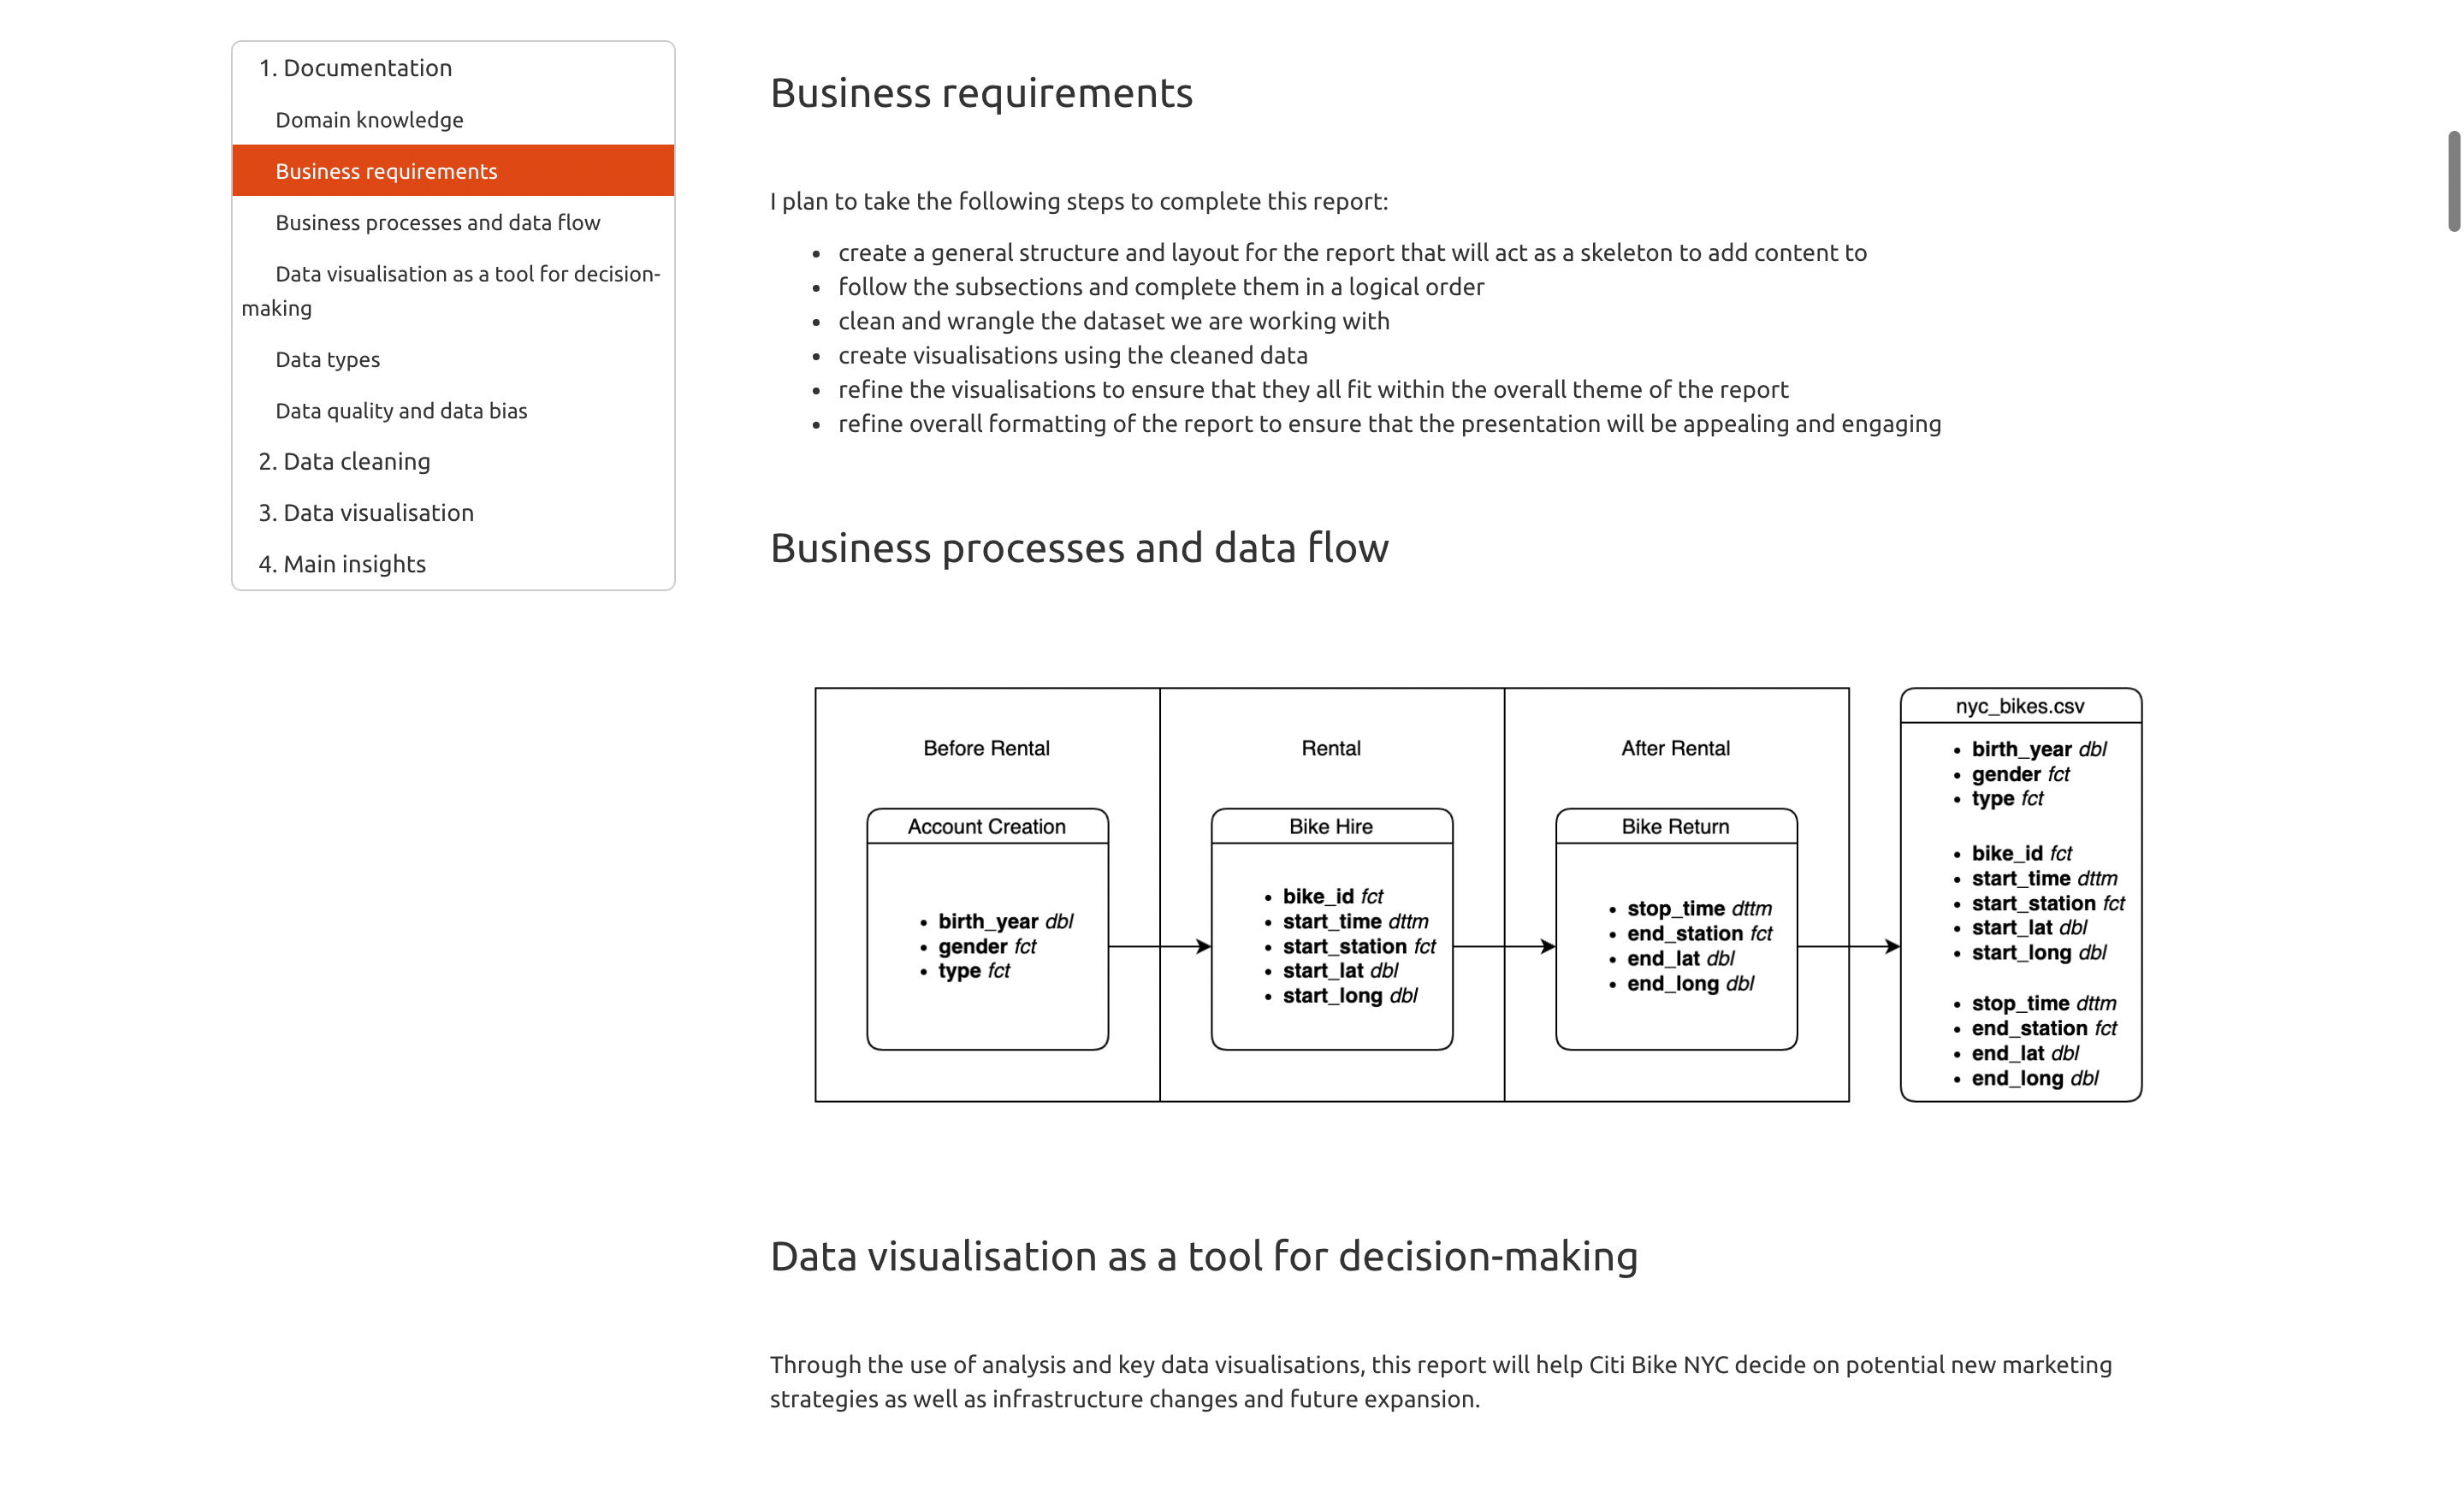 1. Documentation
Domain knowledge
Business requirements
Business processes and data flow
Data visualisation as a tool for decision-
making
Data types
Data quality and data bias
2. Data cleaning
3. Data visualisation
4. Main insights
Business requirements
I plan to take the following steps to complete this report:
• create a general structure and layout for the report that will act as a skeleton to add content to
• follow the subsections and complete them in a logical order
• clean and wrangle the dataset we are working with
• create visualisations using the cleaned data
• refine the visualisations to ensure that they all fit within the overall theme of the report
• refine overall formatting of the report to ensure that the presentation will be appealing and engaging
Business processes and data flow
Before Rental
Account Creation
• birth_year dbl
• gender fct
• type fct
Rental
Bike Hire
• bike_id fct
• start_time dttm
• start_station fct
• start_lat dbl
• start_long dbl
After Rental
Bike Return
• stop_time dttm
• end_station fct
• end_lat dbl
• end_long dbl
nyc_bikes.csv
• birth_year dbl
• gender fct
• type fct
• bike_id fct
• start_time dttm
• start_station fct
• start_lat dbl
• start_long dbl
• stop_time dttm
• end_station fct
• end_lat dbl
• end_long dbl
Data visualisation as a tool for decision-making
Through the use of analysis and key data visualisations, this report will help Citi Bike NYC decide on potential new marketing
strategies as well as infrastructure changes and future expansion.